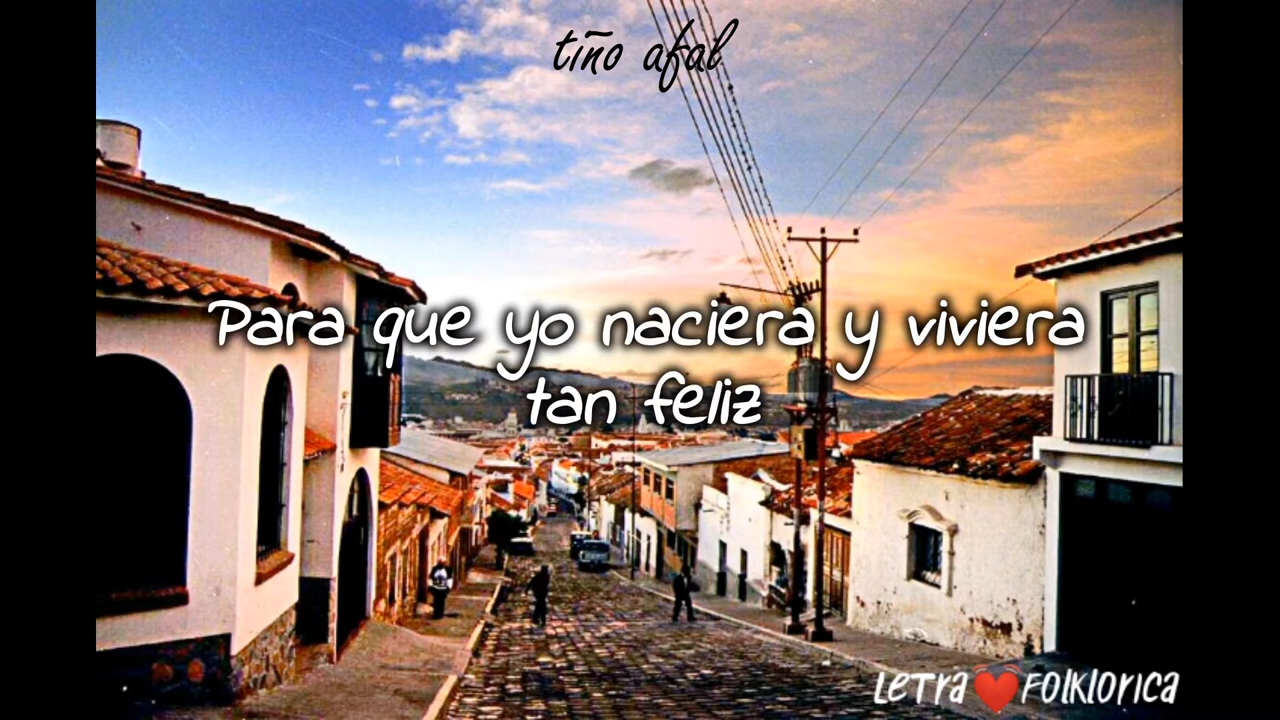 tiño afal
Para que yo naciera y viviera
tan feliz
Letra❤Folklorica